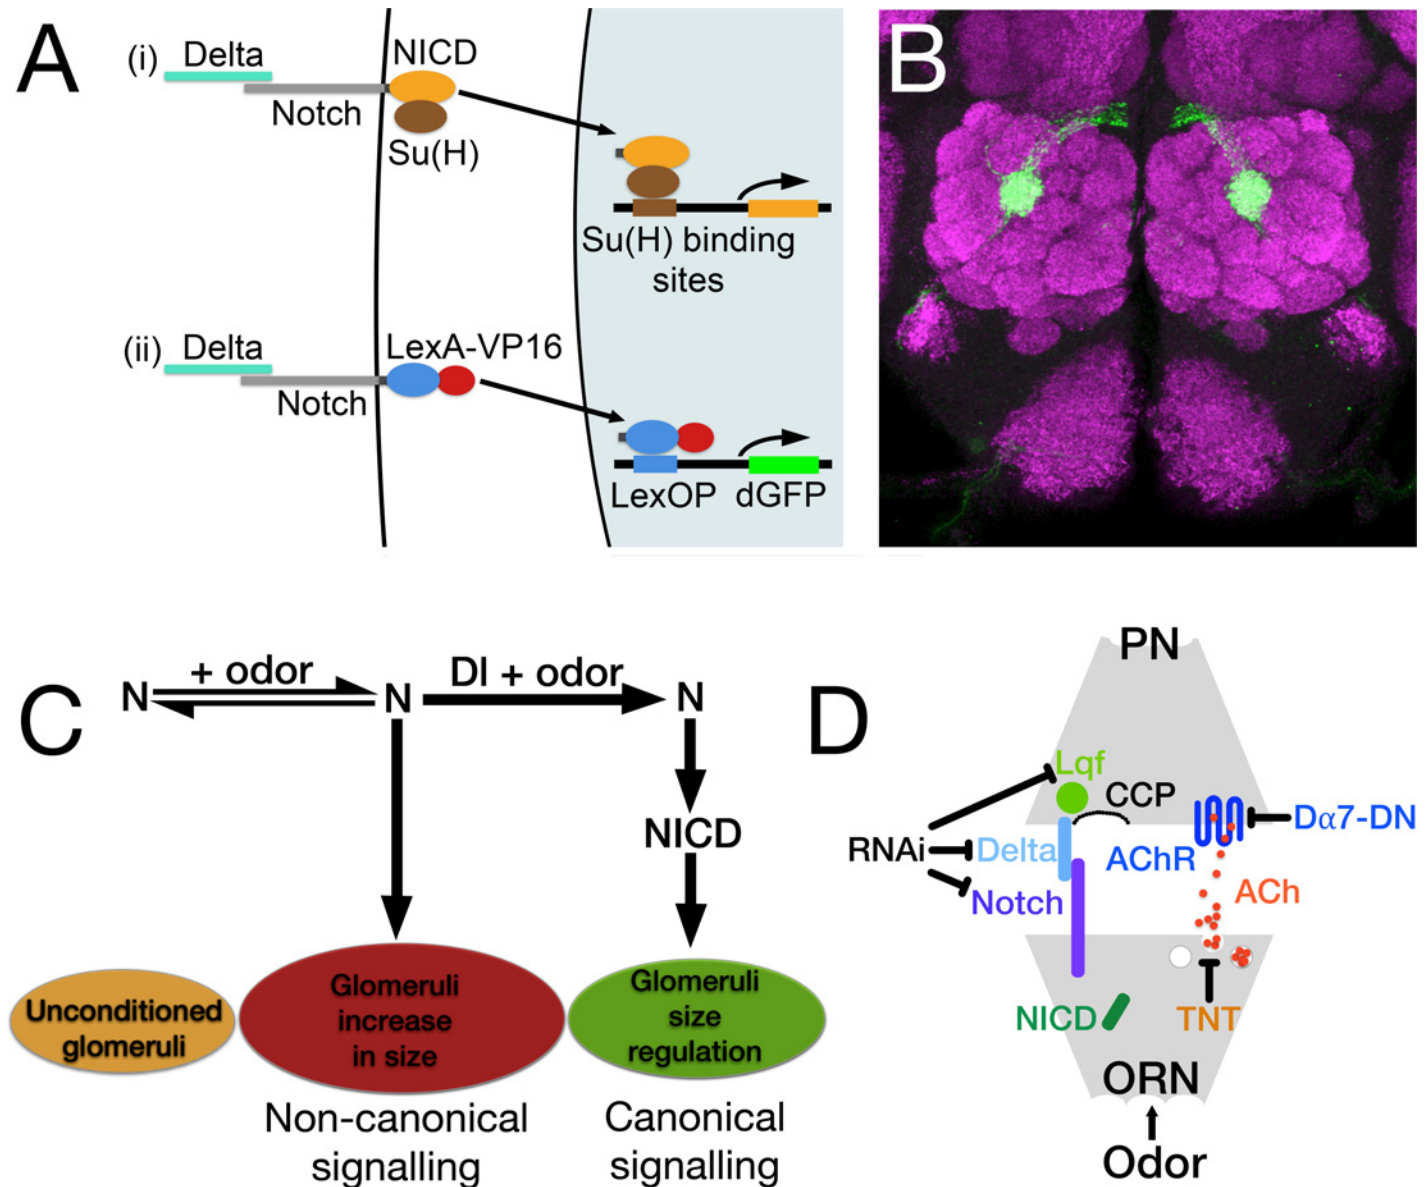 A
(i)
Delta
NICD
Notch
Su(H)
Su(H) binding
sites
(ii)
Delta
LexA-VP16
Notch
LexOP
dGFP
B
C
N
+ odor
N
Dl + odor
N
NICD
Unconditioned
glomeruli
Glomeruli
increase
in size
Glomeruli
size
regulation
Non-canonical
signalling
Canonical
signalling
D
PN
Lqf
CCP
RNAi
Delta
AChR
Dα7-DN
Notch
ACh
NICD
TNT
ORN
Odor